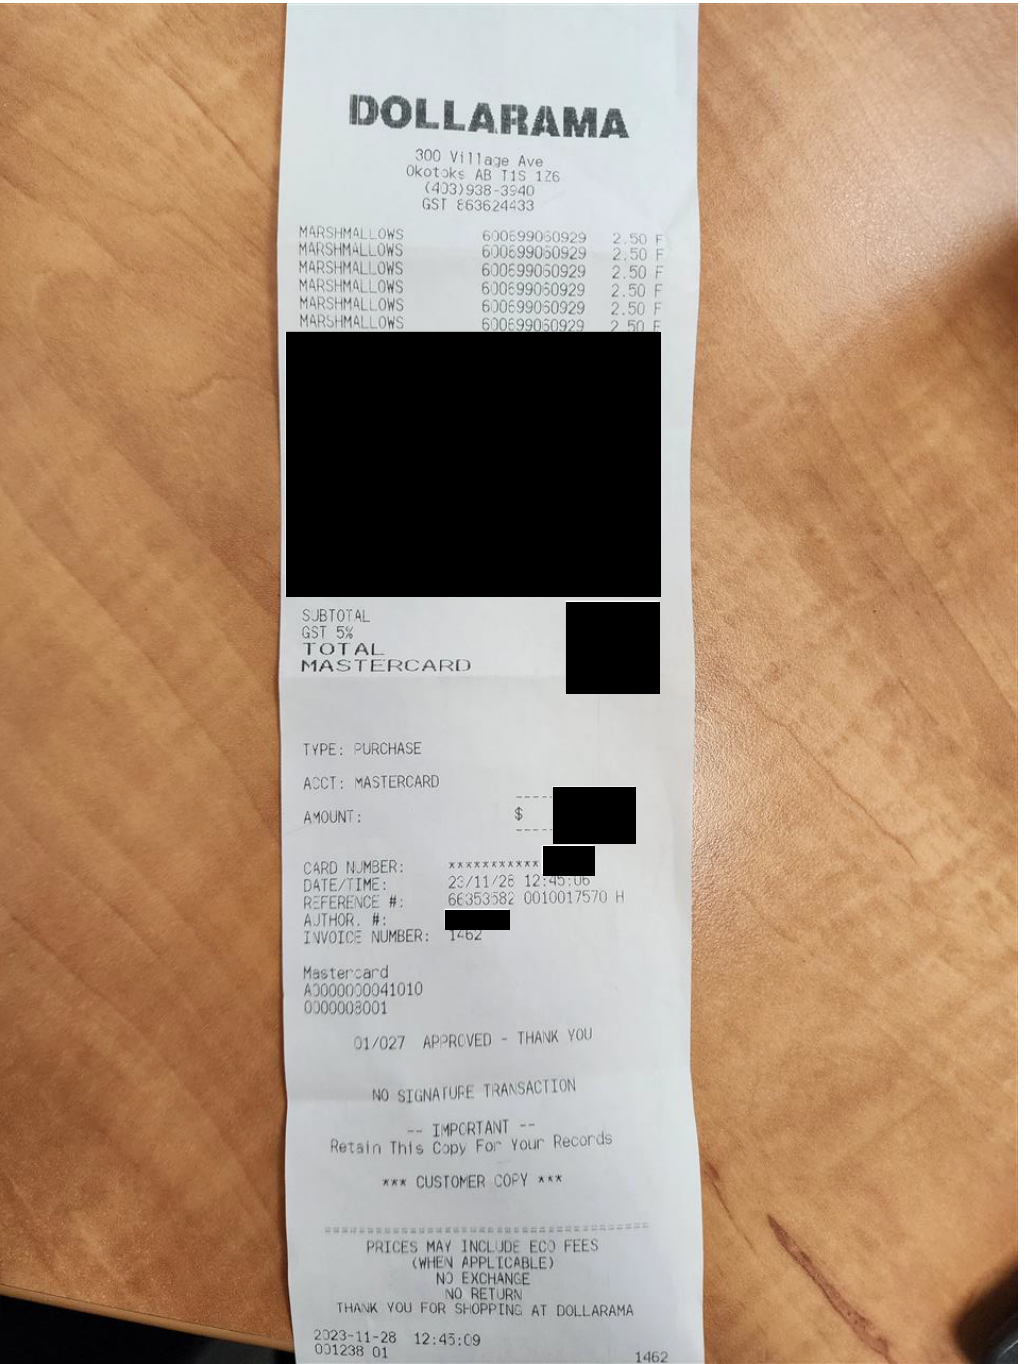 DOLLARAMA
300 Village Ave
Okotoks AB T1S 1Z6
(403)938-3940
GST 863624433
MARSHMALLOWS 600699060929 2.50 F
MARSHMALLOWS 600699060929 2.50 F
MARSHMALLOWS 600699060929 2.50 F
MARSHMALLOWS 600699060929 2.50 F
MARSHMALLOWS 600699060929 2.50 F
MARSHMALLOWS 600699060929 2.50 F
SUBTOTAL
GST 5%
TOTAL
MASTERCARD
TYPE: PURCHASE
ACCT: MASTERCARD
AMOUNT: $
CARD NUMBER: ***********
DATE/TIME: 23/11/28 12:45:06
REFERENCE #: 66353582 0010017570 H
AUTHOR. #:
INVOICE NUMBER: 1462
Mastercard
A0000000041010
0000008001
01/027 APPROVED - THANK YOU
NO SIGNATURE TRANSACTION
-- IMPORTANT --
Retain This Copy For Your Records
*** CUSTOMER COPY ***
PRICES MAY INCLUDE ECO FEES
(WHEN APPLICABLE)
NO EXCHANGE
NO RETURN
THANK YOU FOR SHOPPING AT DOLLARAMA
2023-11-28 12:45:09
001238 01 1462